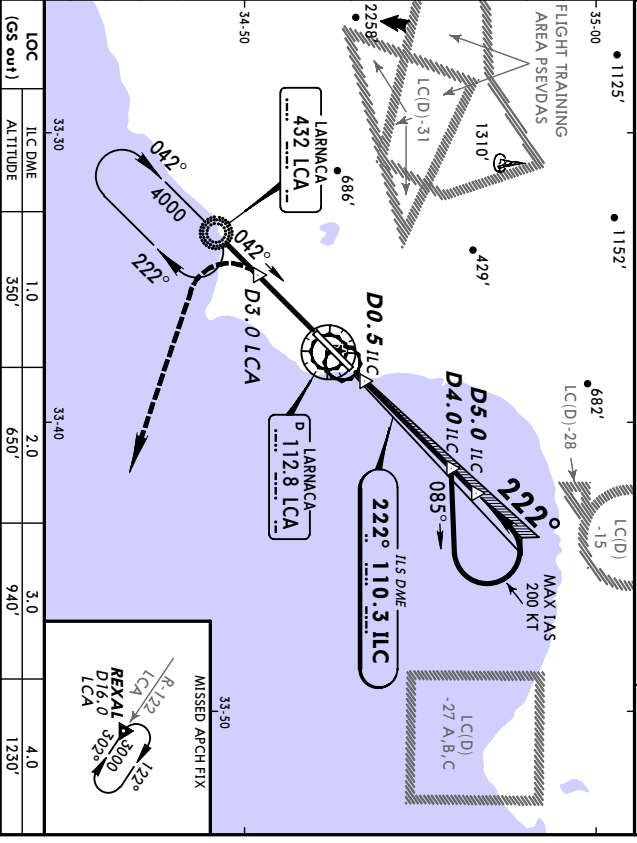 35-00
34-50
33-30
33-40
33-50
1125'
1152'
682'
2258'
1310'
429'
686'
FLIGHT TRAINING
AREA PSEVDAS
LC(D)-31
LC(D)-28
LC(D)
-15
LC(D)
-27 A,B,C
LARNACA
432 LCA
042°
4000
222°
042°
D3.0 LCA
D0.5 ILC
D4.0 ILC
D5.0 ILC
085°
222°
MAX IAS
200 KT
ILS DME
222° 110.3 ILC
LARNACA
D 112.8 LCA
MISSED APCH FIX
R-122
LCA
REXAL
D16.0
LCA
3000
302°
122°
LOC
(GS out)
ILC DME 1.0 2.0 3.0 4.0
ALTITUDE 350' 650' 940' 1230'